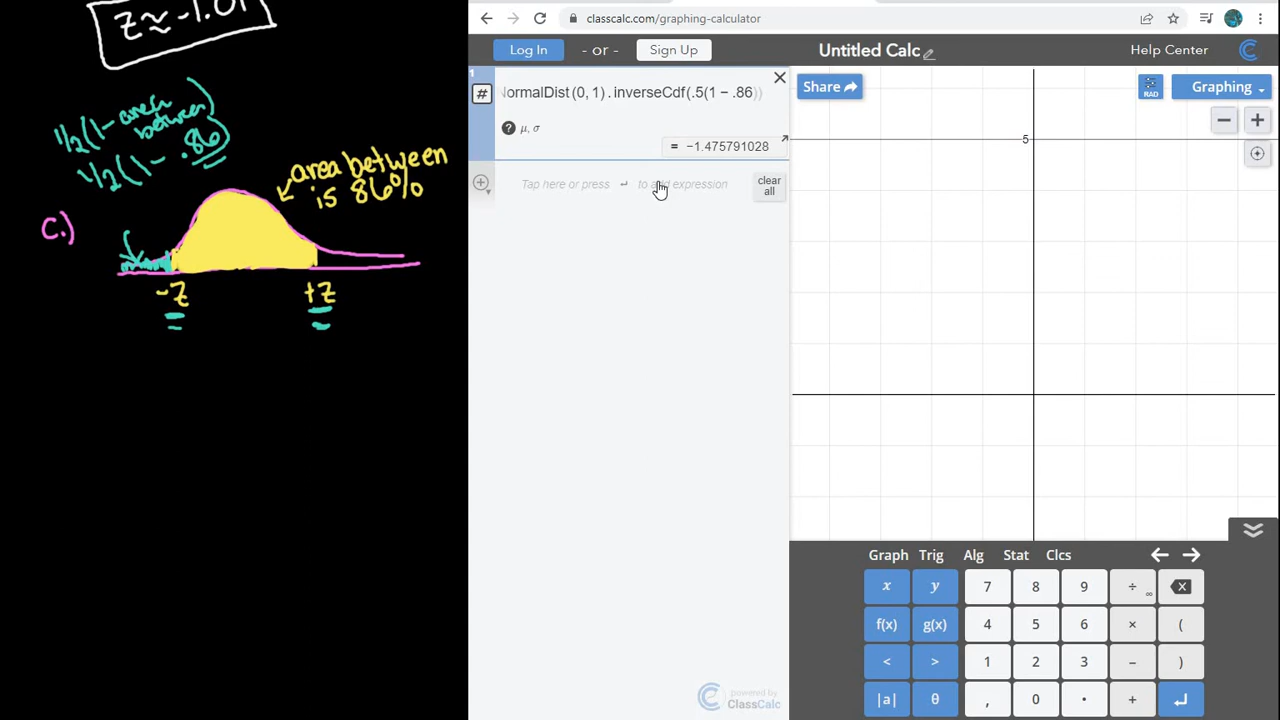 z ≈ -1.01
½(1-area between)
½(1- .86)
area between
is 86%
C.)
-z
+z
classcalc.com/graphing-calculator
Log In
- or -
Sign Up
Untitled Calc
Help Center
1
#
NormalDist(0, 1).inverseCdf(.5(1 − .86))
? μ, σ
= −1.475791028
Tap here or press ↵ to add expression
clear
all
powered by
ClassCalc
Share
RAD
Graphing
5
Graph Trig Alg Stat Clcs ← →
x y 7 8 9 ÷ ∞
f(x) g(x) 4 5 6 × (
< > 1 2 3 − )
|a| θ , 0 · +